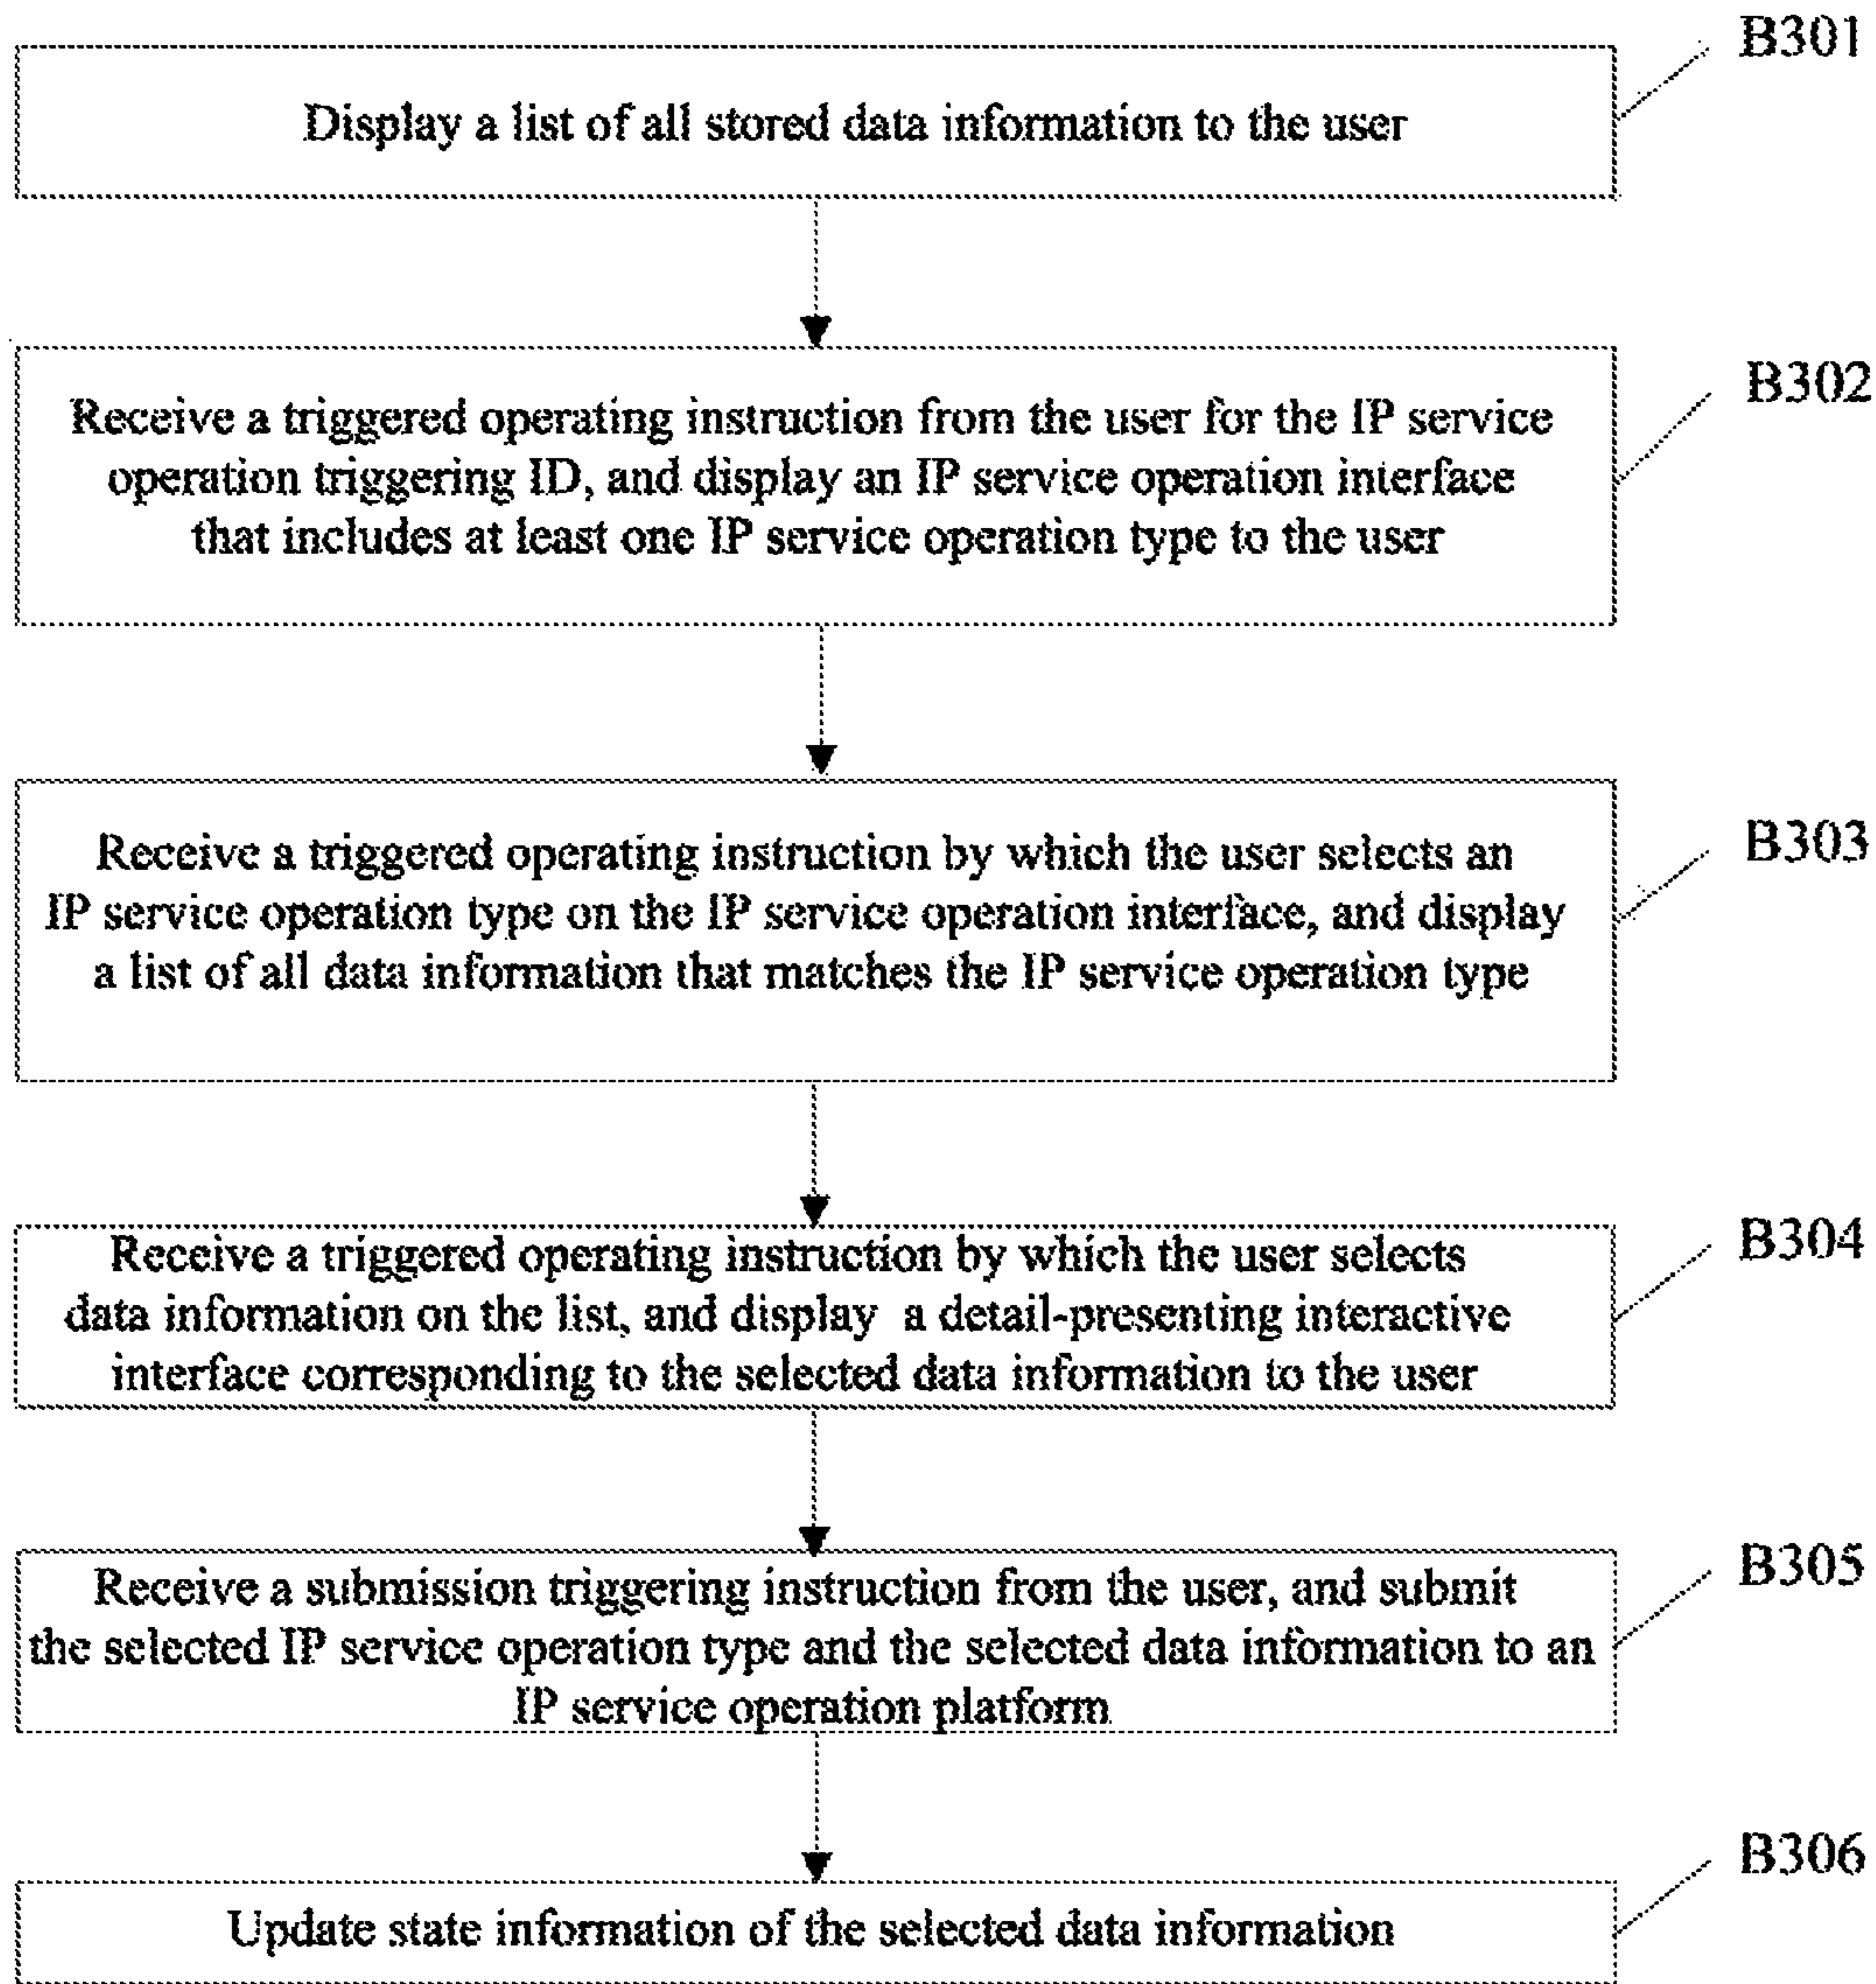 B301
Display a list of all stored data information to the user
B302
Receive a triggered operating instruction from the user for the IP service
operation triggering ID, and display an IP service operation interface
that includes at least one IP service operation type to the user
B303
Receive a triggered operating instruction by which the user selects an
IP service operation type on the IP service operation interface, and display
a list of all data information that matches the IP service operation type
B304
Receive a triggered operating instruction by which the user selects
data information on the list, and display a detail-presenting interactive
interface corresponding to the selected data information to the user
B305
Receive a submission triggering instruction from the user, and submit
the selected IP service operation type and the selected data information to an
IP service operation platform
B306
Update state information of the selected data information